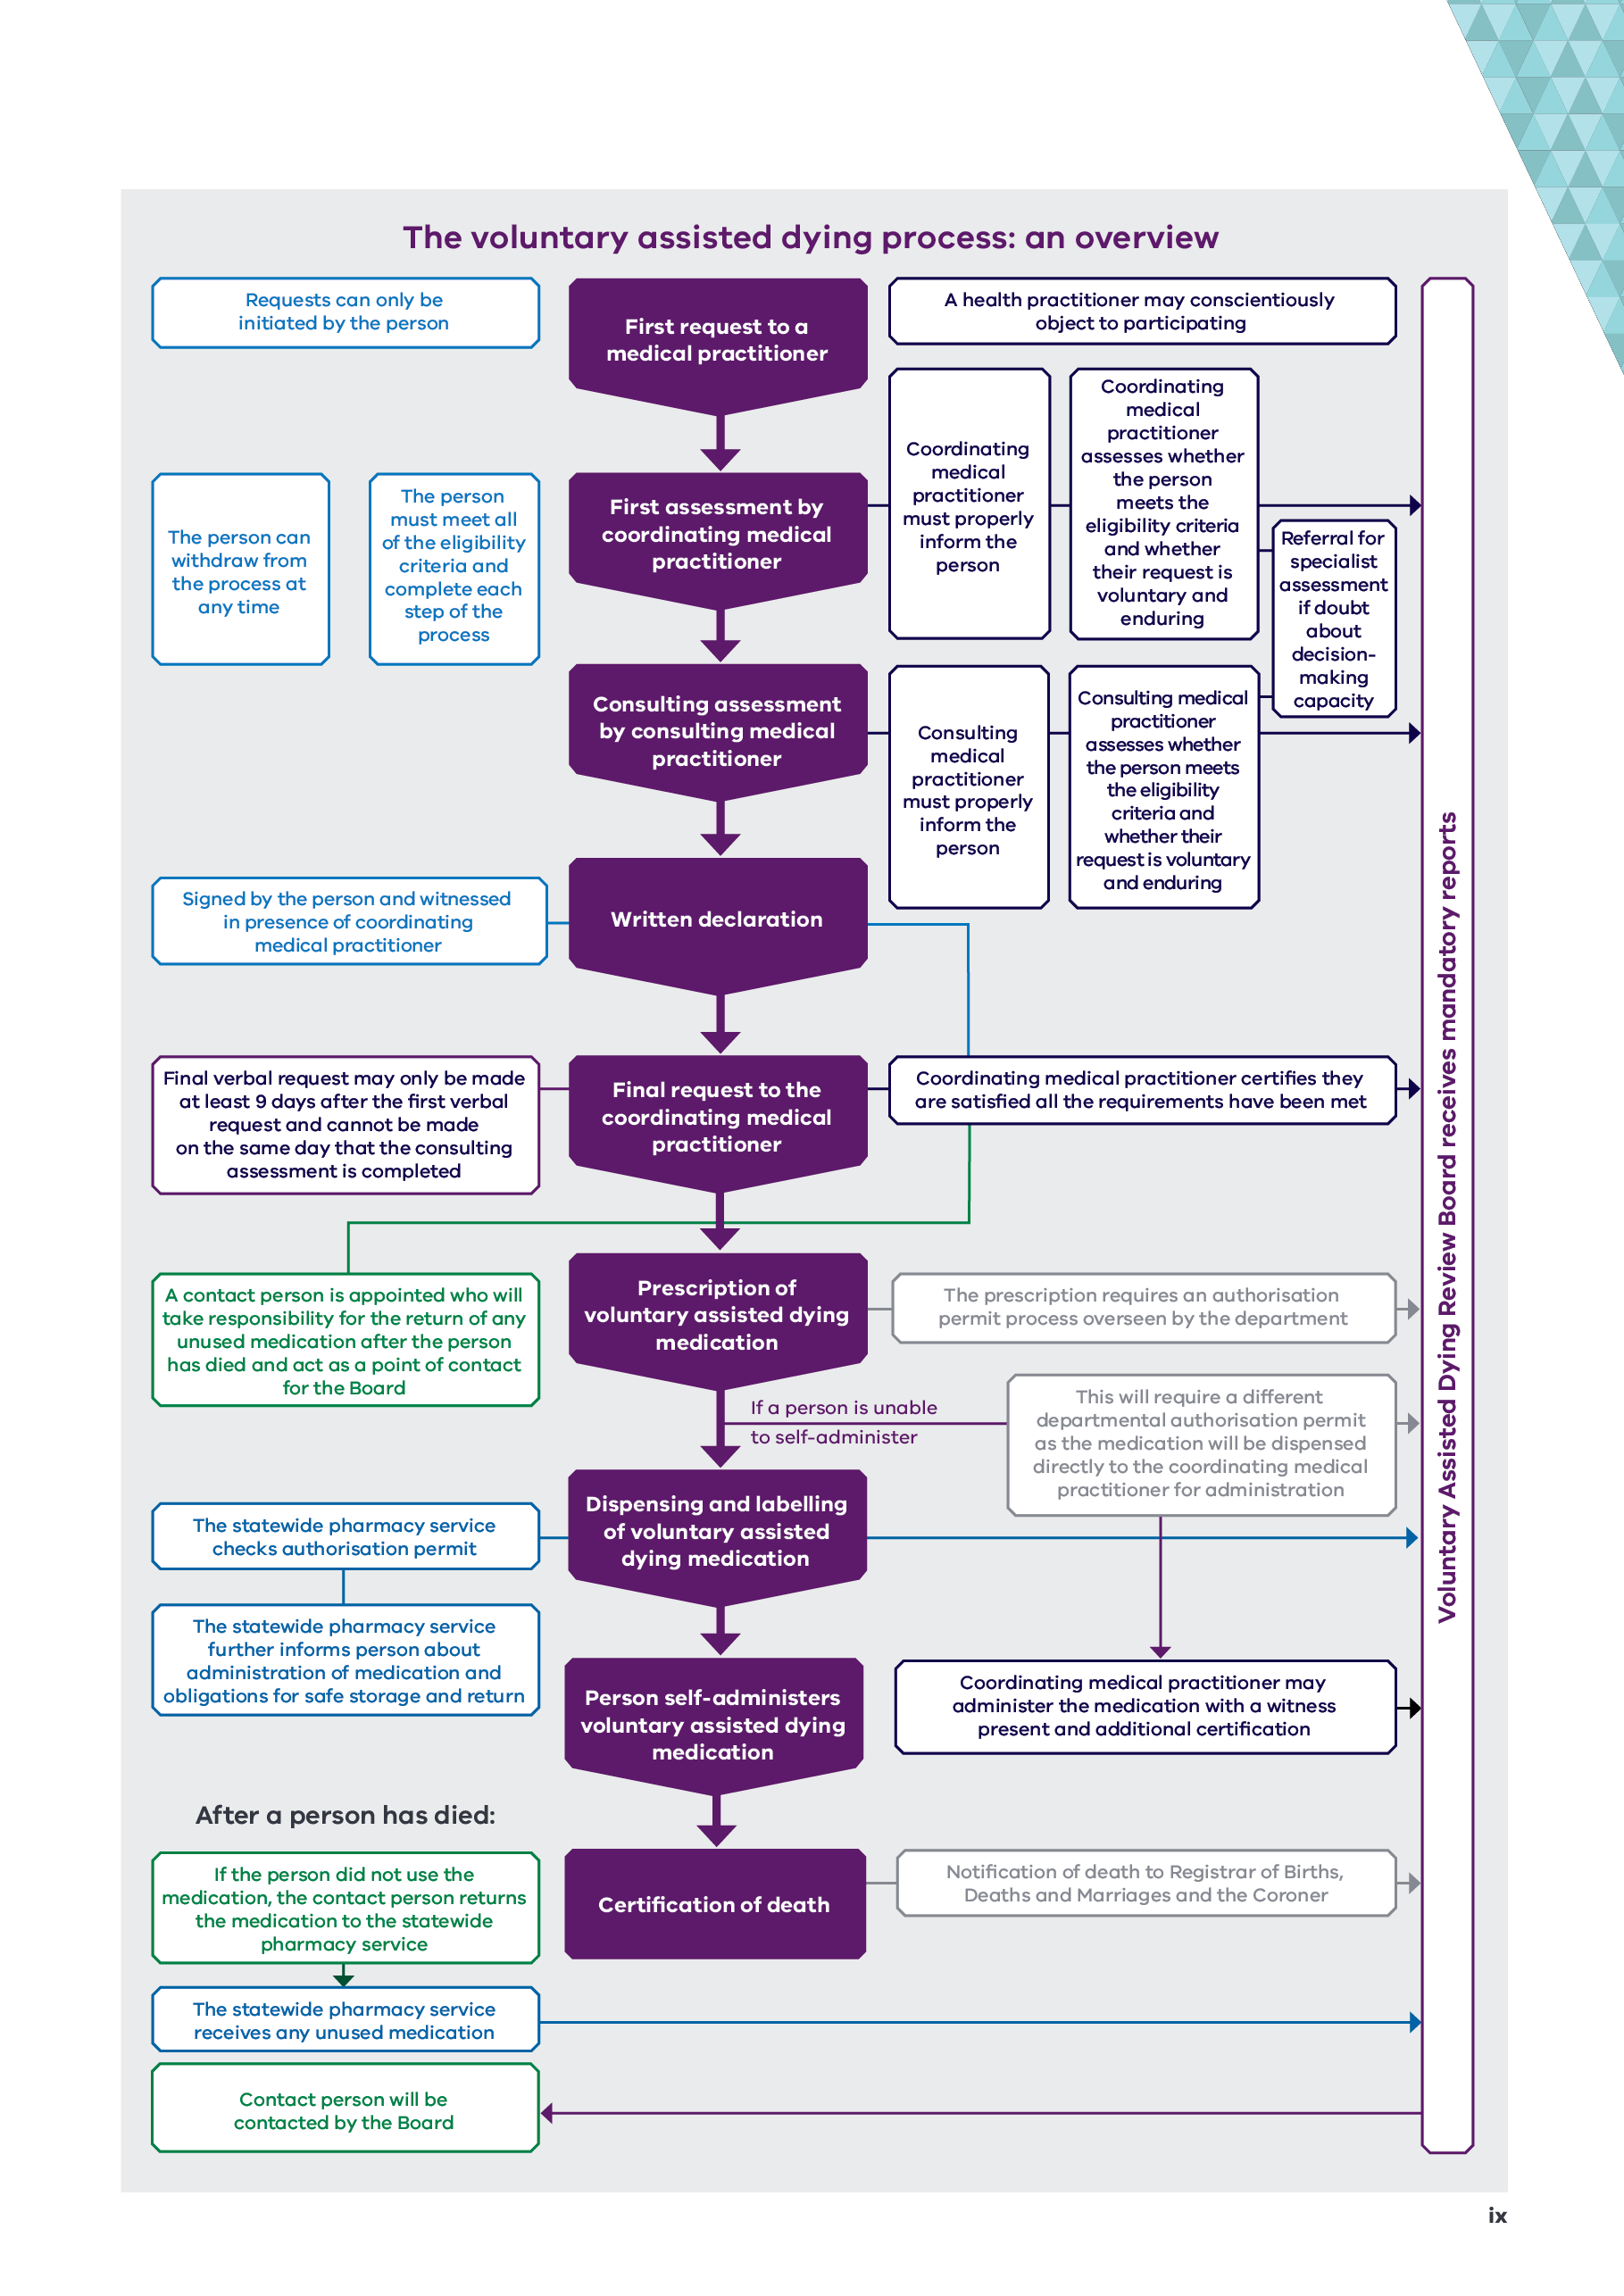 The voluntary assisted dying process: an overview
Requests can only be
initiated by the person
First request to a
medical practitioner
A health practitioner may conscientiously
object to participating
The person can
withdraw from
the process at
any time
The person
must meet all
of the eligibility
criteria and
complete each
step of the
process
First assessment by
coordinating medical
practitioner
Coordinating
medical
practitioner
must properly
inform the
person
Coordinating
medical
practitioner
assesses whether
the person
meets the
eligibility criteria
and whether
their request is
voluntary and
enduring
Referral for
specialist
assessment
if doubt
about
decision-
making
capacity
Consulting assessment
by consulting medical
practitioner
Consulting
medical
practitioner
must properly
inform the
person
Consulting medical
practitioner
assesses whether
the person meets
the eligibility
criteria and
whether their
request is voluntary
and enduring
Signed by the person and witnessed
in presence of coordinating
medical practitioner
Written declaration
Final verbal request may only be made
at least 9 days after the first verbal
request and cannot be made
on the same day that the consulting
assessment is completed
Final request to the
coordinating medical
practitioner
Coordinating medical practitioner certifies they
are satisfied all the requirements have been met
A contact person is appointed who will
take responsibility for the return of any
unused medication after the person
has died and act as a point of contact
for the Board
Prescription of
voluntary assisted dying
medication
The prescription requires an authorisation
permit process overseen by the department
If a person is unable
to self-administer
This will require a different
departmental authorisation permit
as the medication will be dispensed
directly to the coordinating medical
practitioner for administration
The statewide pharmacy service
checks authorisation permit
Dispensing and labelling
of voluntary assisted
dying medication
The statewide pharmacy service
further informs person about
administration of medication and
obligations for safe storage and return
Person self-administers
voluntary assisted dying
medication
Coordinating medical practitioner may
administer the medication with a witness
present and additional certification
After a person has died:
If the person did not use the
medication, the contact person returns
the medication to the statewide
pharmacy service
Certification of death
Notification of death to Registrar of Births,
Deaths and Marriages and the Coroner
The statewide pharmacy service
receives any unused medication
Contact person will be
contacted by the Board
Voluntary Assisted Dying Review Board receives mandatory reports
ix